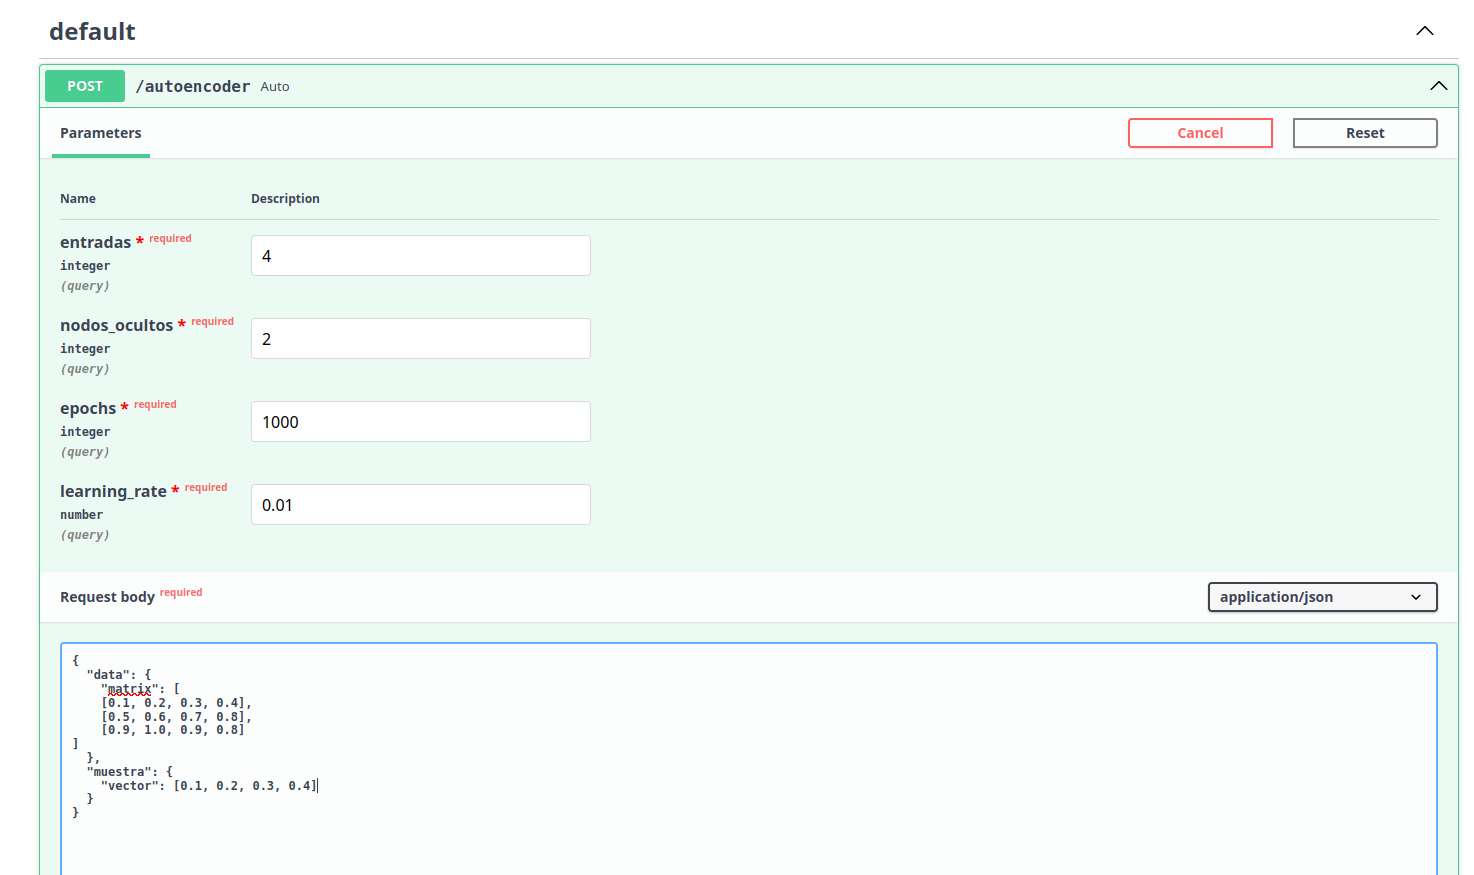 default
POST /autoencoder Auto
Parameters Cancel Reset
Name Description
entradas * required
integer
(query)
4
nodos_ocultos * required
integer
(query)
2
epochs * required
integer
(query)
1000
learning_rate * required
number
(query)
0.01
Request body required application/json
{
  "data": {
    "matrix": [
    [0.1, 0.2, 0.3, 0.4],
    [0.5, 0.6, 0.7, 0.8],
    [0.9, 1.0, 0.9, 0.8]
]
  },
  "muestra": {
    "vector": [0.1, 0.2, 0.3, 0.4]
  }
}